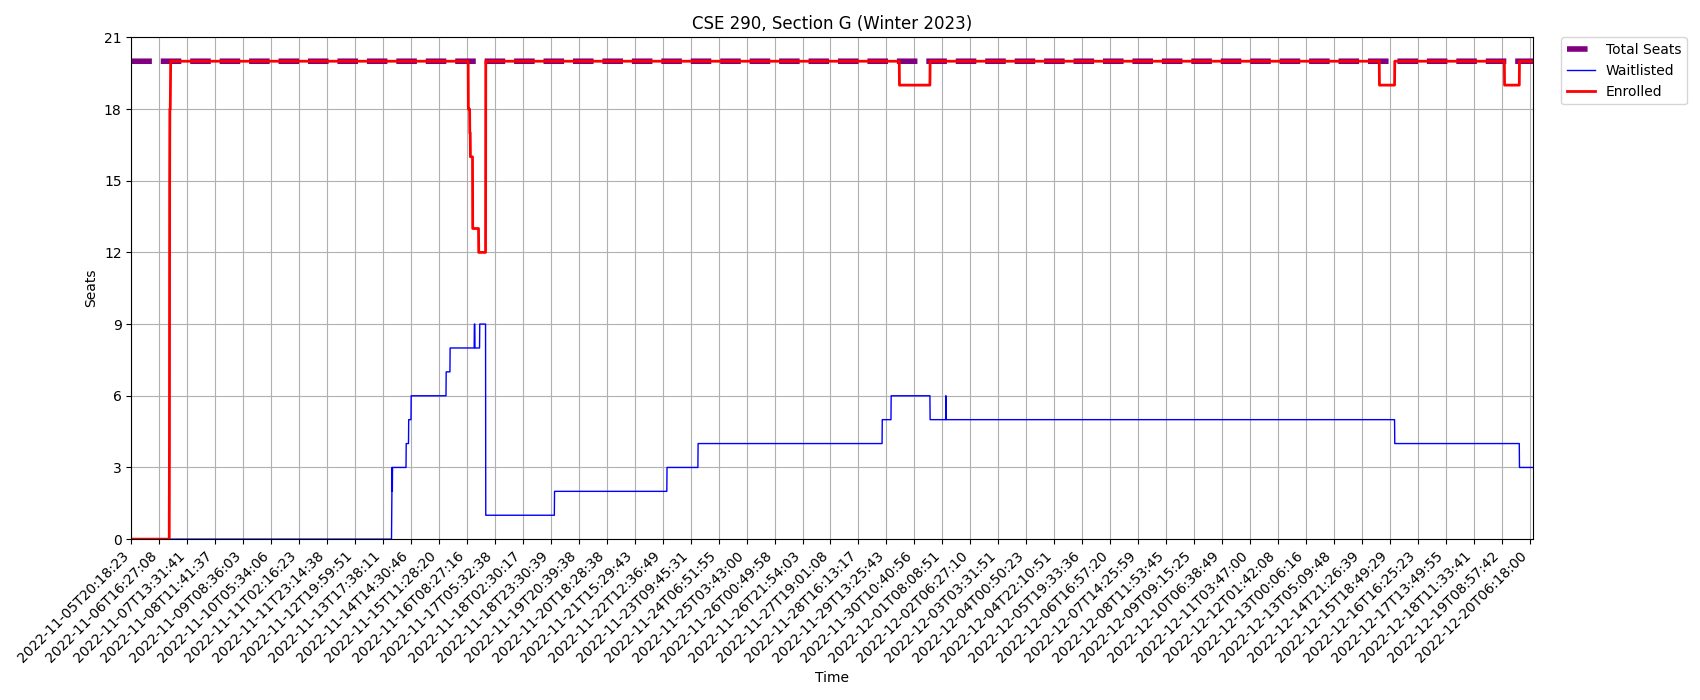 CSE 290, Section G (Winter 2023)
Total Seats
Waitlisted
Enrolled
Seats
21
18
15
12
9
6
3
0
2022-11-05T20:18:23
2022-11-06T16:27:08
2022-11-07T13:31:41
2022-11-08T11:41:37
2022-11-09T08:36:03
2022-11-10T05:34:06
2022-11-11T02:16:23
2022-11-11T23:14:38
2022-11-12T19:59:51
2022-11-13T17:38:11
2022-11-14T14:30:46
2022-11-15T11:28:20
2022-11-16T08:27:16
2022-11-17T05:32:38
2022-11-18T02:30:17
2022-11-18T23:30:39
2022-11-19T20:39:38
2022-11-20T18:28:38
2022-11-21T15:29:43
2022-11-22T12:36:49
2022-11-23T09:45:31
2022-11-24T06:51:55
2022-11-25T03:43:00
2022-11-26T00:49:58
2022-11-26T21:54:03
2022-11-27T19:01:08
2022-11-28T16:13:17
2022-11-29T13:25:43
2022-11-30T10:40:56
2022-12-01T08:08:51
2022-12-02T06:27:10
2022-12-03T03:31:51
2022-12-04T00:50:23
2022-12-04T22:10:51
2022-12-05T19:33:36
2022-12-06T16:57:20
2022-12-07T14:25:59
2022-12-08T11:53:45
2022-12-09T09:15:25
2022-12-10T06:38:49
2022-12-11T03:47:00
2022-12-12T01:42:08
2022-12-13T00:06:16
2022-12-13T05:09:48
2022-12-14T21:26:39
2022-12-15T18:49:29
2022-12-16T16:25:23
2022-12-17T13:49:55
2022-12-18T11:33:41
2022-12-19T08:57:42
2022-12-20T06:18:00
Time